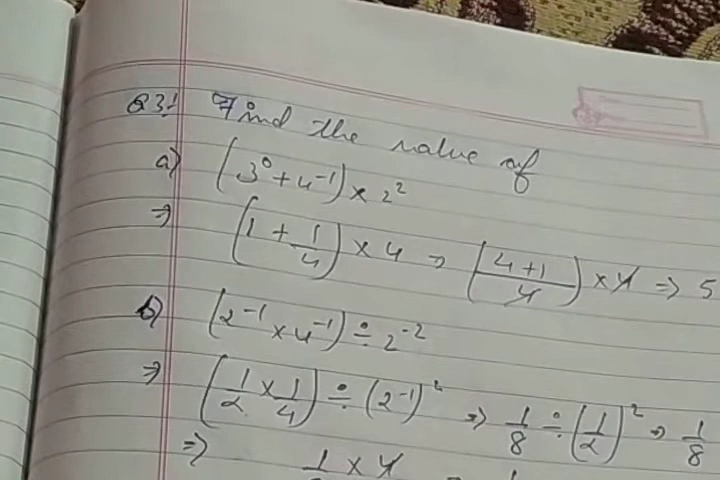 Q3! Find the value of
a) (3⁰ + 4⁻¹) × 2²
⇒ (1 + 1/4) × 4 ⇒ ((4+1)/4) × 4 ⇒ 5
b) (2⁻¹ × 4⁻¹) ÷ 2⁻²
⇒ (1/2 × 1/4) ÷ (2⁻¹)² ⇒ 1/8 ÷ (1/2)² ⇒ 1/8
⇒ 1 × 4